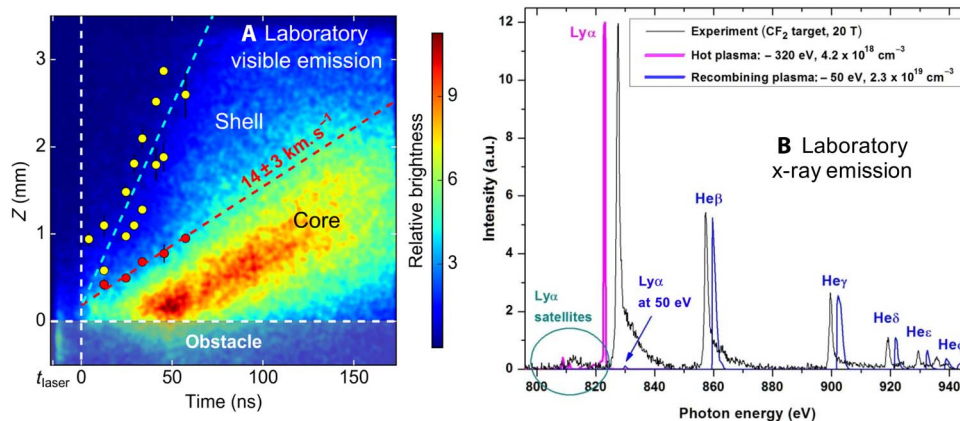 A Laboratory
visible emission
Shell
14±3 km.s⁻¹
Core
Obstacle
Z (mm)
3
2
1
0
t laser
0
50
100
150
Time (ns)
Relative brightness
9
6
3
B Laboratory
x-ray emission
Experiment (CF₂ target, 20 T)
Hot plasma: – 320 eV, 4.2 x 10¹⁸ cm⁻³
Recombining plasma: – 50 eV, 2.3 x 10¹⁹ cm⁻³
Lyα
Heβ
Heγ
Heδ
Heε
Lyα
satellites
Lyα
at 50 eV
Intensity (a.u.)
12
10
8
6
4
2
0
800
820
840
860
880
900
920
940
Photon energy (eV)